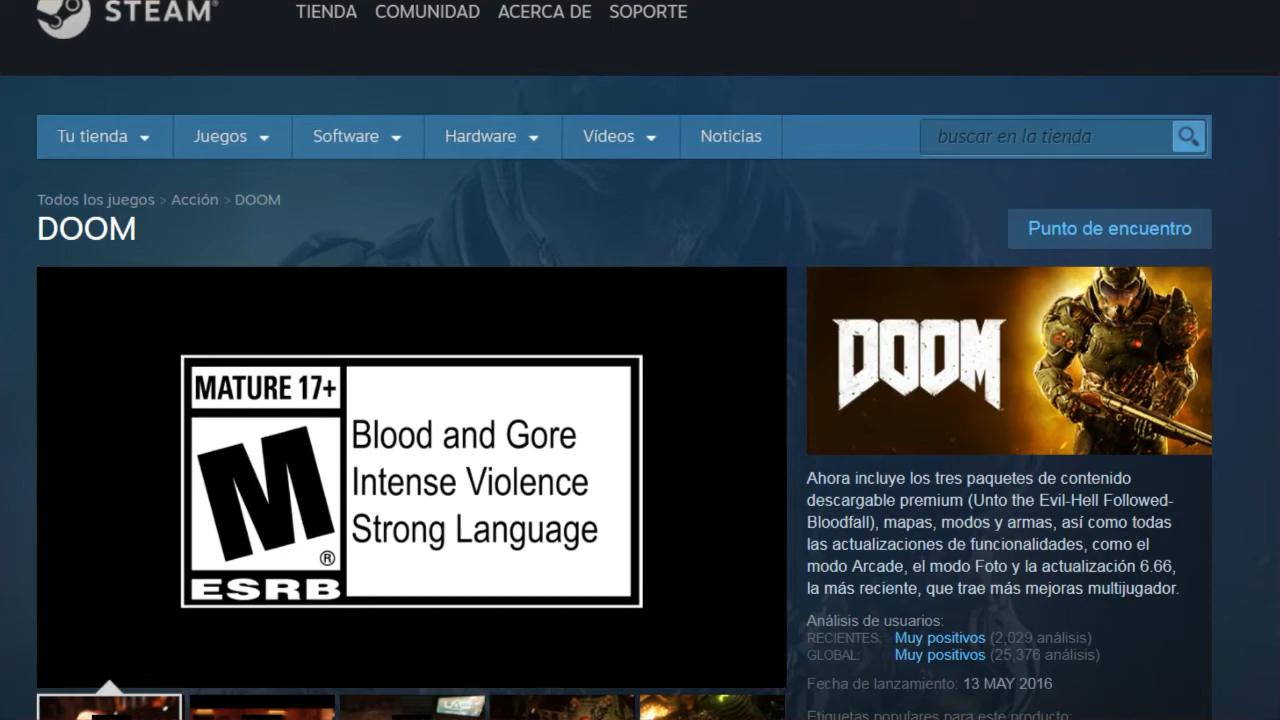 STEAM®
TIENDA COMUNIDAD ACERCA DE SOPORTE
Tu tienda Juegos Software Hardware Vídeos Noticias buscar en la tienda
Todos los juegos > Acción > DOOM
DOOM
Punto de encuentro
MATURE 17+
M
®
ESRB
Blood and Gore
Intense Violence
Strong Language
DOOM
Ahora incluye los tres paquetes de contenido
descargable premium (Unto the Evil-Hell Followed-
Bloodfall), mapas, modos y armas, así como todas
las actualizaciones de funcionalidades, como el
modo Arcade, el modo Foto y la actualización 6.66,
la más reciente, que trae más mejoras multijugador.
Análisis de usuarios:
RECIENTES: Muy positivos (2,029 análisis)
GLOBAL: Muy positivos (25,376 análisis)
Fecha de lanzamiento: 13 MAY 2016
Etiquetas populares para este producto: